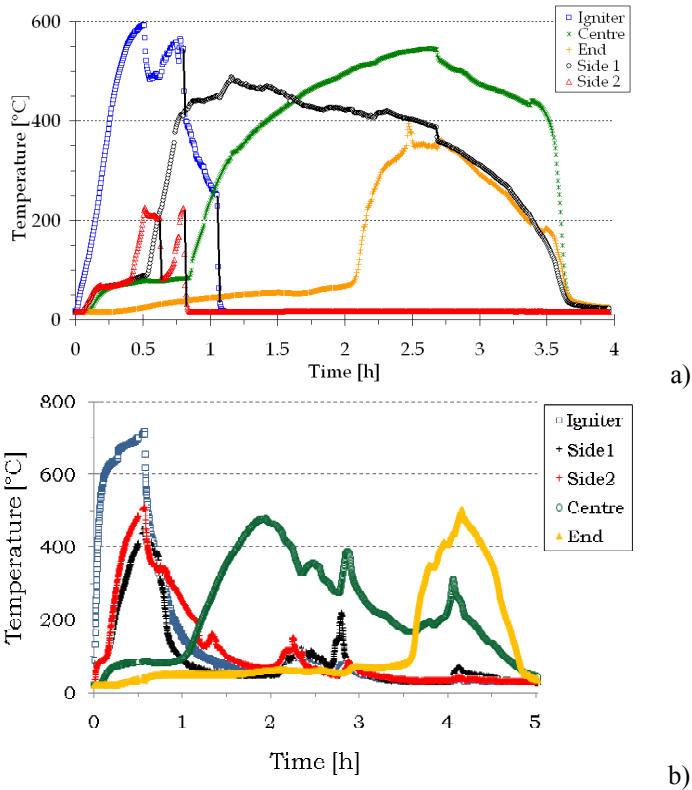 600
400
200
0
Temperature [°C]
0
0.5
1
1.5
2
2.5
3
3.5
4
Time [h]
Igniter
Centre
End
Side 1
Side 2
a)
800
600
400
200
0
Temperature [°C]
0
1
2
3
4
5
Time [h]
Igniter
Side1
Side2
Centre
End
b)